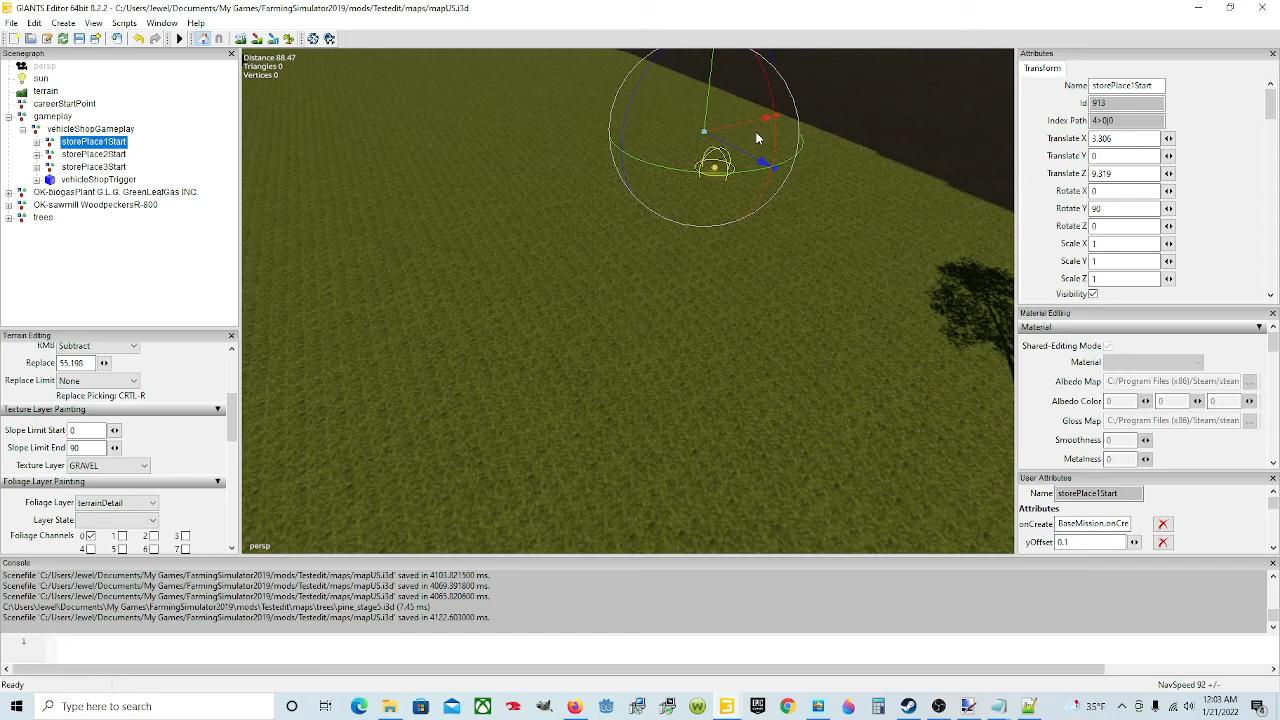 GIANTS Editor 64bit 8.2.2 - C:/Users/Jewel/Documents/My Games/FarmingSimulator2019/mods/Testedit/maps/mapUS.i3d
File Edit Create View Scripts Window Help
Scenegraph
persp
sun
terrain
careerStartPoint
gameplay
vehicleShopGameplay
storePlace1Start
storePlace2Start
storePlace3Start
vehicleShopTrigger
OK-biogasPlant G.L.G. GreenLeafGas INC.
OK-sawmill WoodpeckersR-800
trees
Terrain Editing
RMd Subtract
Replace 55.198
Replace Limit None
Replace Picking: CRTL-R
Texture Layer Painting
Slope Limit Start 0
Slope Limit End 90
Texture Layer GRAVEL
Foliage Layer Painting
Foliage Layer terrainDetail
Layer State
Foliage Channels 0 1 2 3
4 5 6 7
Distance 88.47
Triangles 0
Vertices 0
persp
Attributes
Transform
Name storePlace1Start
Id 913
Index Path 4>0|0
Translate X 3.306
Translate Y 0
Translate Z 9.319
Rotate X 0
Rotate Y 90
Rotate Z 0
Scale X 1
Scale Y 1
Scale Z 1
Visibility
Material Editing
Material
Shared-Editing Mode
Material
Albedo Map C:/Program Files (x86)/Steam/stean ...
Albedo Color 0 0 0
Gloss Map C:/Program Files (x86)/Steam/stean ...
Smoothness 0
Metalness 0
User Attributes
Name storePlace1Start
Attributes
onCreate BaseMission.onCre
yOffset 0.1
Console
Scenefile 'C:/Users/Jewel/Documents/My Games/FarmingSimulator2019/mods/Testedit/maps/mapUS.i3d' saved in 4103.821500 ms.
Scenefile 'C:/Users/Jewel/Documents/My Games/FarmingSimulator2019/mods/Testedit/maps/mapUS.i3d' saved in 4069.391800 ms.
Scenefile 'C:/Users/Jewel/Documents/My Games/FarmingSimulator2019/mods/Testedit/maps/mapUS.i3d' saved in 4065.820600 ms.
C:\Users\Jewel\Documents\My Games\FarmingSimulator2019\mods\Testedit\maps\trees\pine_stage5.i3d (7.45 ms)
Scenefile 'C:/Users/Jewel/Documents/My Games/FarmingSimulator2019/mods/Testedit/maps/mapUS.i3d' saved in 4122.603000 ms.
1
Ready
NavSpeed 92 +/-
Type here to search
35°F
12:03 AM
1/21/2022